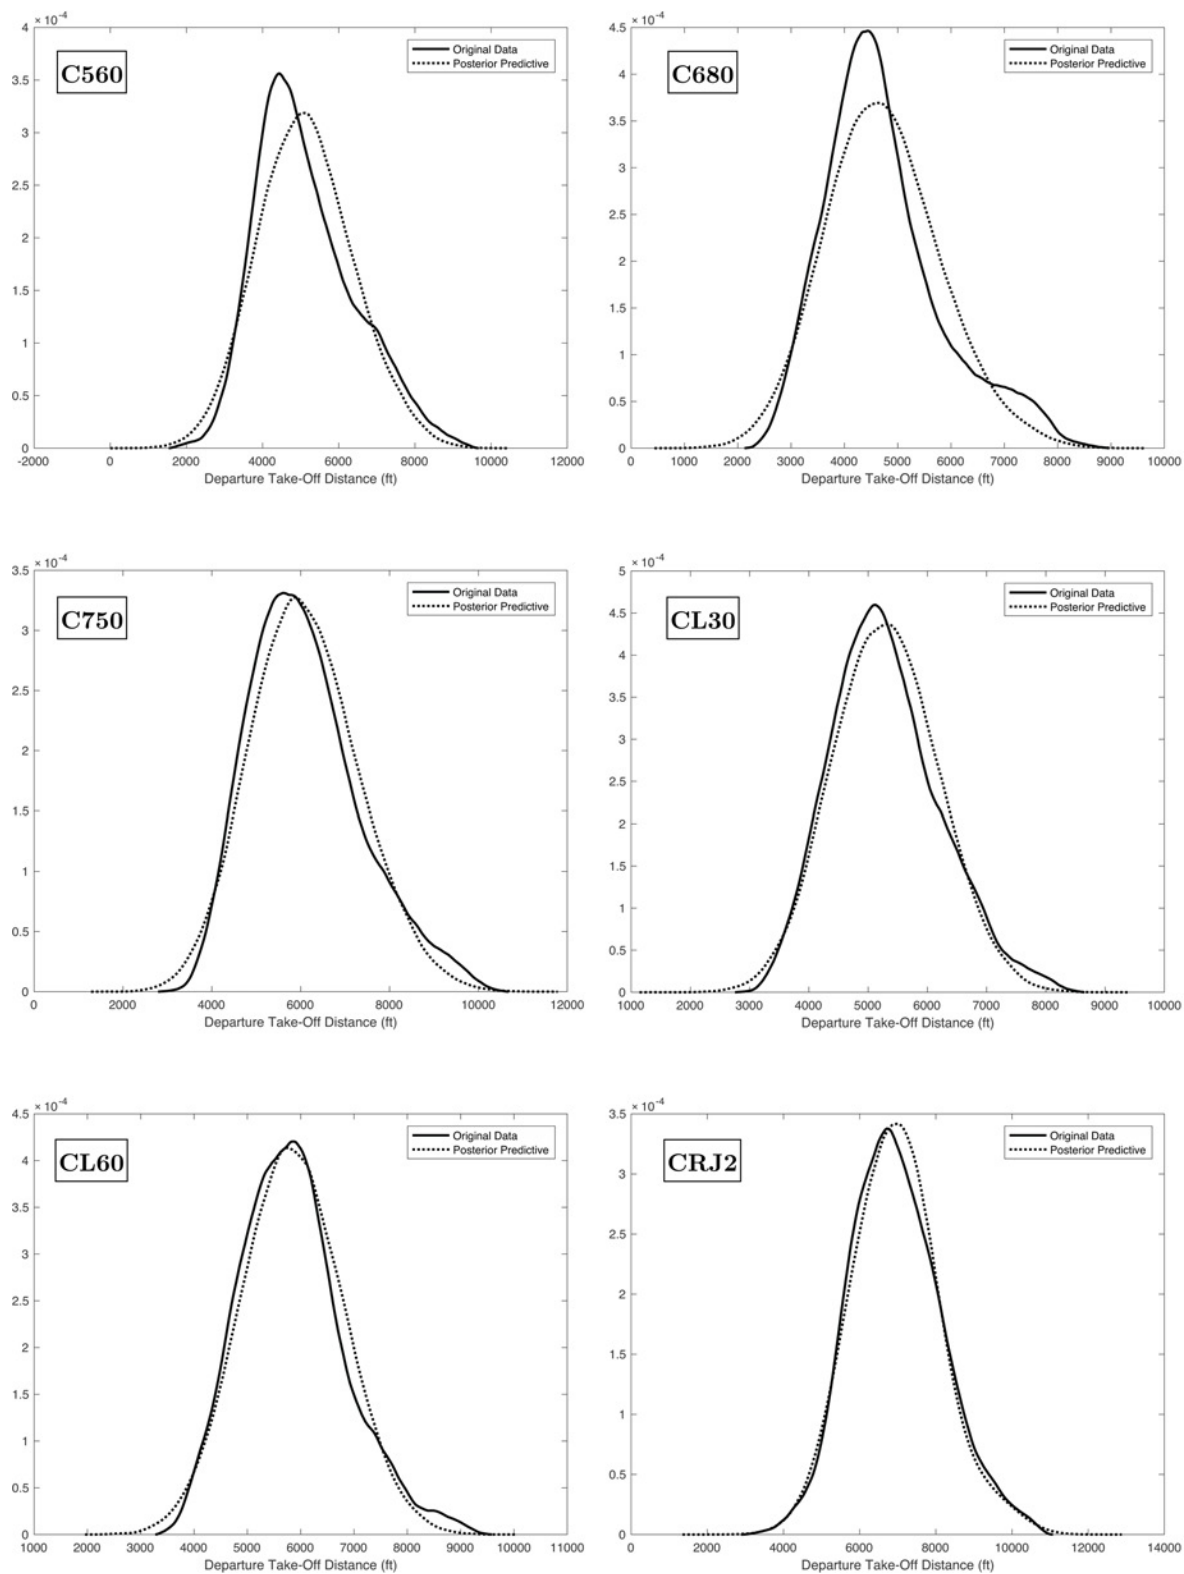 × 10-4
4
3.5
3
2.5
2
1.5
1
0.5
0
C560
Original Data
Posterior Predictive
-2000 0 2000 4000 6000 8000 10000 12000
Departure Take-Off Distance (ft)
× 10-4
4.5
4
3.5
3
2.5
2
1.5
1
0.5
0
C680
Original Data
Posterior Predictive
0 1000 2000 3000 4000 5000 6000 7000 8000 9000 10000
Departure Take-Off Distance (ft)
× 10-4
3.5
3
2.5
2
1.5
1
0.5
0
C750
Original Data
Posterior Predictive
0 2000 4000 6000 8000 10000 12000
Departure Take-Off Distance (ft)
× 10-4
5
4.5
4
3.5
3
2.5
2
1.5
1
0.5
0
CL30
Original Data
Posterior Predictive
1000 2000 3000 4000 5000 6000 7000 8000 9000 10000
Departure Take-Off Distance (ft)
× 10-4
4.5
4
3.5
3
2.5
2
1.5
1
0.5
0
CL60
Original Data
Posterior Predictive
1000 2000 3000 4000 5000 6000 7000 8000 9000 10000 11000
Departure Take-Off Distance (ft)
× 10-4
3.5
3
2.5
2
1.5
1
0.5
0
CRJ2
Original Data
Posterior Predictive
0 2000 4000 6000 8000 10000 12000 14000
Departure Take-Off Distance (ft)